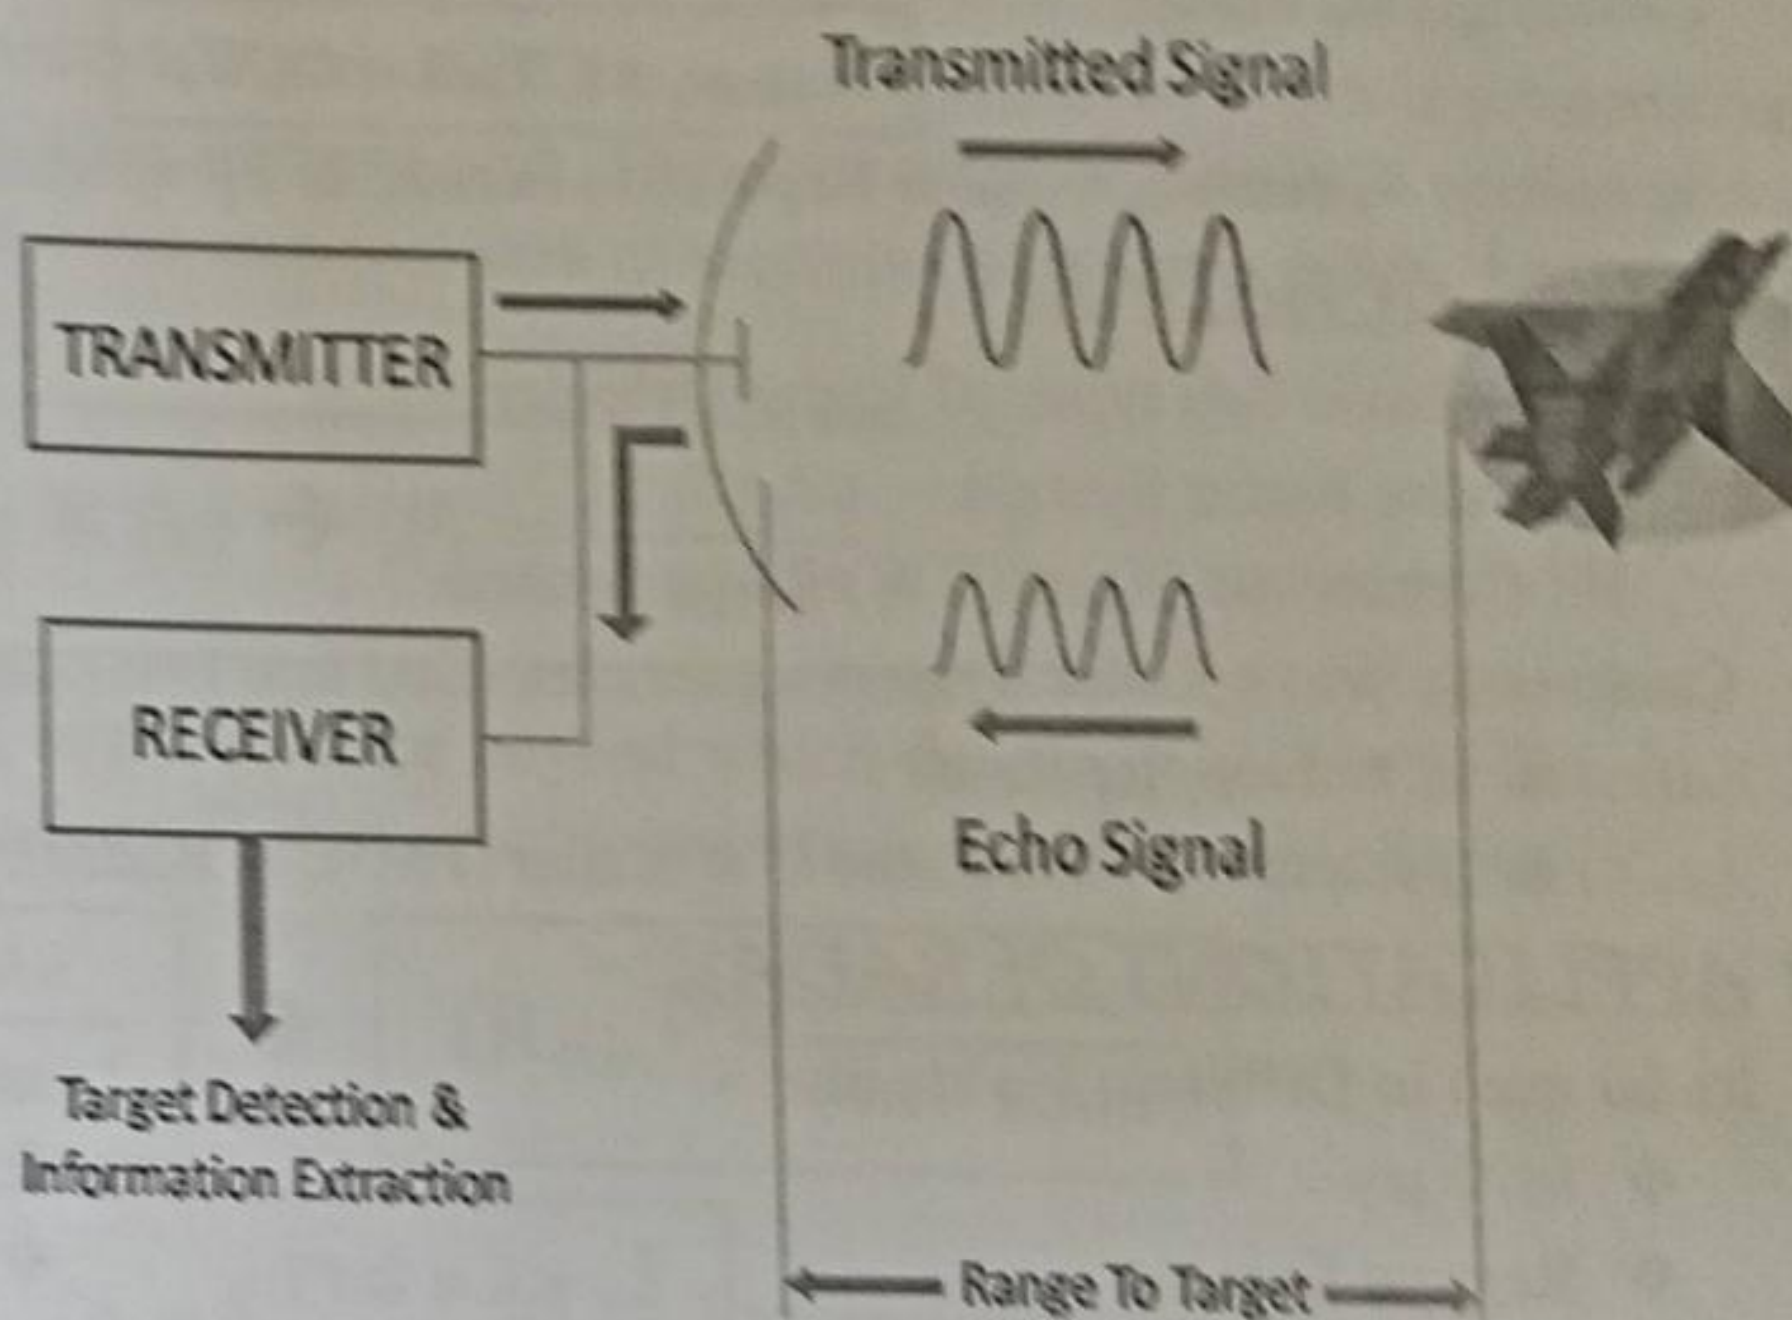 Transmitted Signal
TRANSMITTER
RECEIVER
Echo Signal
Target Detection &
Information Extraction
Range To Target